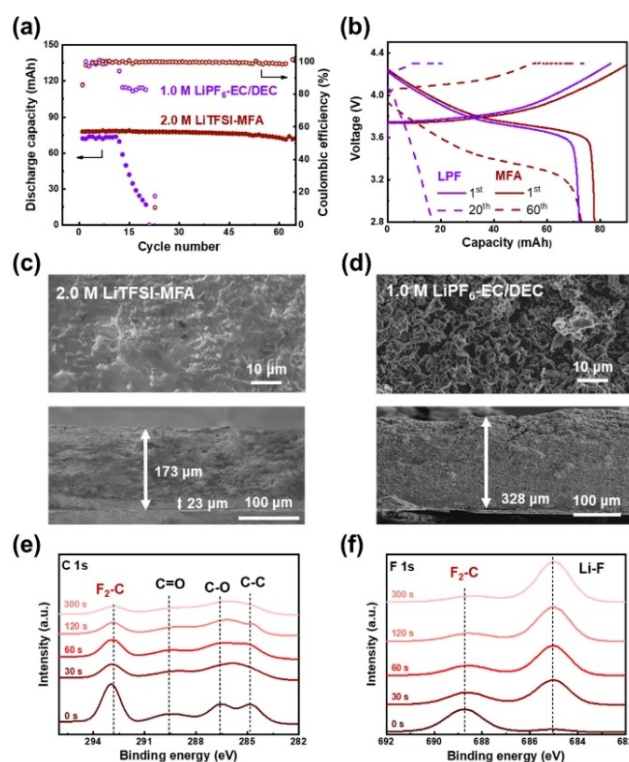 (a)
150
120
90
60
30
0
Discharge capacity (mAh)
100
80
60
40
20
0
Coulombic efficiency (%)
1.0 M LiPF₆-EC/DEC
2.0 M LiTFSI-MFA
0 15 30 45 60
Cycle number
(b)
4.4
4.0
3.6
3.2
2.8
Voltage (V)
LPF MFA
1st 1st
20th 60th
0 20 40 60 80
Capacity (mAh)
(c)
2.0 M LiTFSI-MFA
10 µm
173 µm
23 µm
100 µm
(d)
1.0 M LiPF₆-EC/DEC
10 µm
328 µm
100 µm
(e)
C 1s
F₂-C C=O C-O C-C
300 s
120 s
60 s
30 s
0 s
Intensity (a.u.)
294 291 288 285 282
Binding energy (eV)
(f)
F 1s
F₂-C Li-F
300 s
120 s
60 s
30 s
0 s
Intensity (a.u.)
692 690 688 686 684 682
Binding energy (eV)